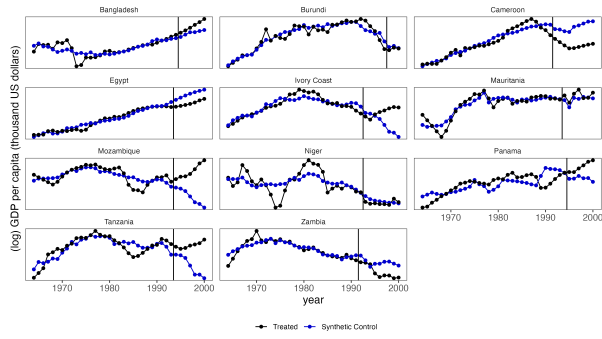 Bangladesh Burundi Cameroon
Egypt Ivory Coast Mauritania
Mozambique Niger Panama
1970 1980 1990 2000
Tanzania Zambia
1970 1980 1990 2000 1970 1980 1990 2000
(log) GDP per capita (thousand US dollars)
year
Treated Synthetic Control